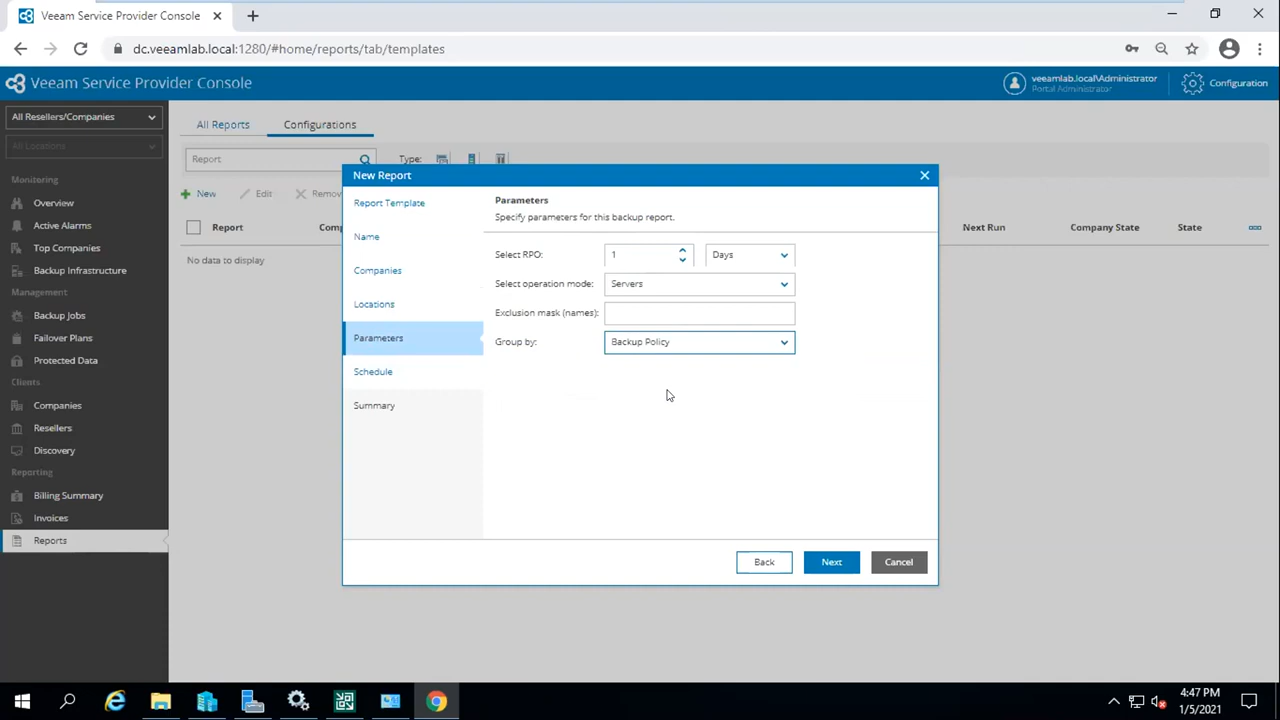 Veeam Service Provider Console
dc.veeamlab.local:1280/#home/reports/tab/templates
Veeam Service Provider Console
veeamlab.local\Administrator
Portal Administrator
Configuration
All Resellers/Companies
All Locations
Monitoring
Overview
Active Alarms
Top Companies
Backup Infrastructure
Management
Backup Jobs
Failover Plans
Protected Data
Clients
Companies
Resellers
Discovery
Reporting
Billing Summary
Invoices
Reports
All Reports
Configurations
Report
Type:
New
Edit
Remov
Report
Comp
Next Run
Company State
State
No data to display
New Report
Report Template
Name
Companies
Locations
Parameters
Schedule
Summary
Parameters
Specify parameters for this backup report.
Select RPO:
1
Days
Select operation mode:
Servers
Exclusion mask (names):
Group by:
Backup Policy
Back
Next
Cancel
4:47 PM
1/5/2021